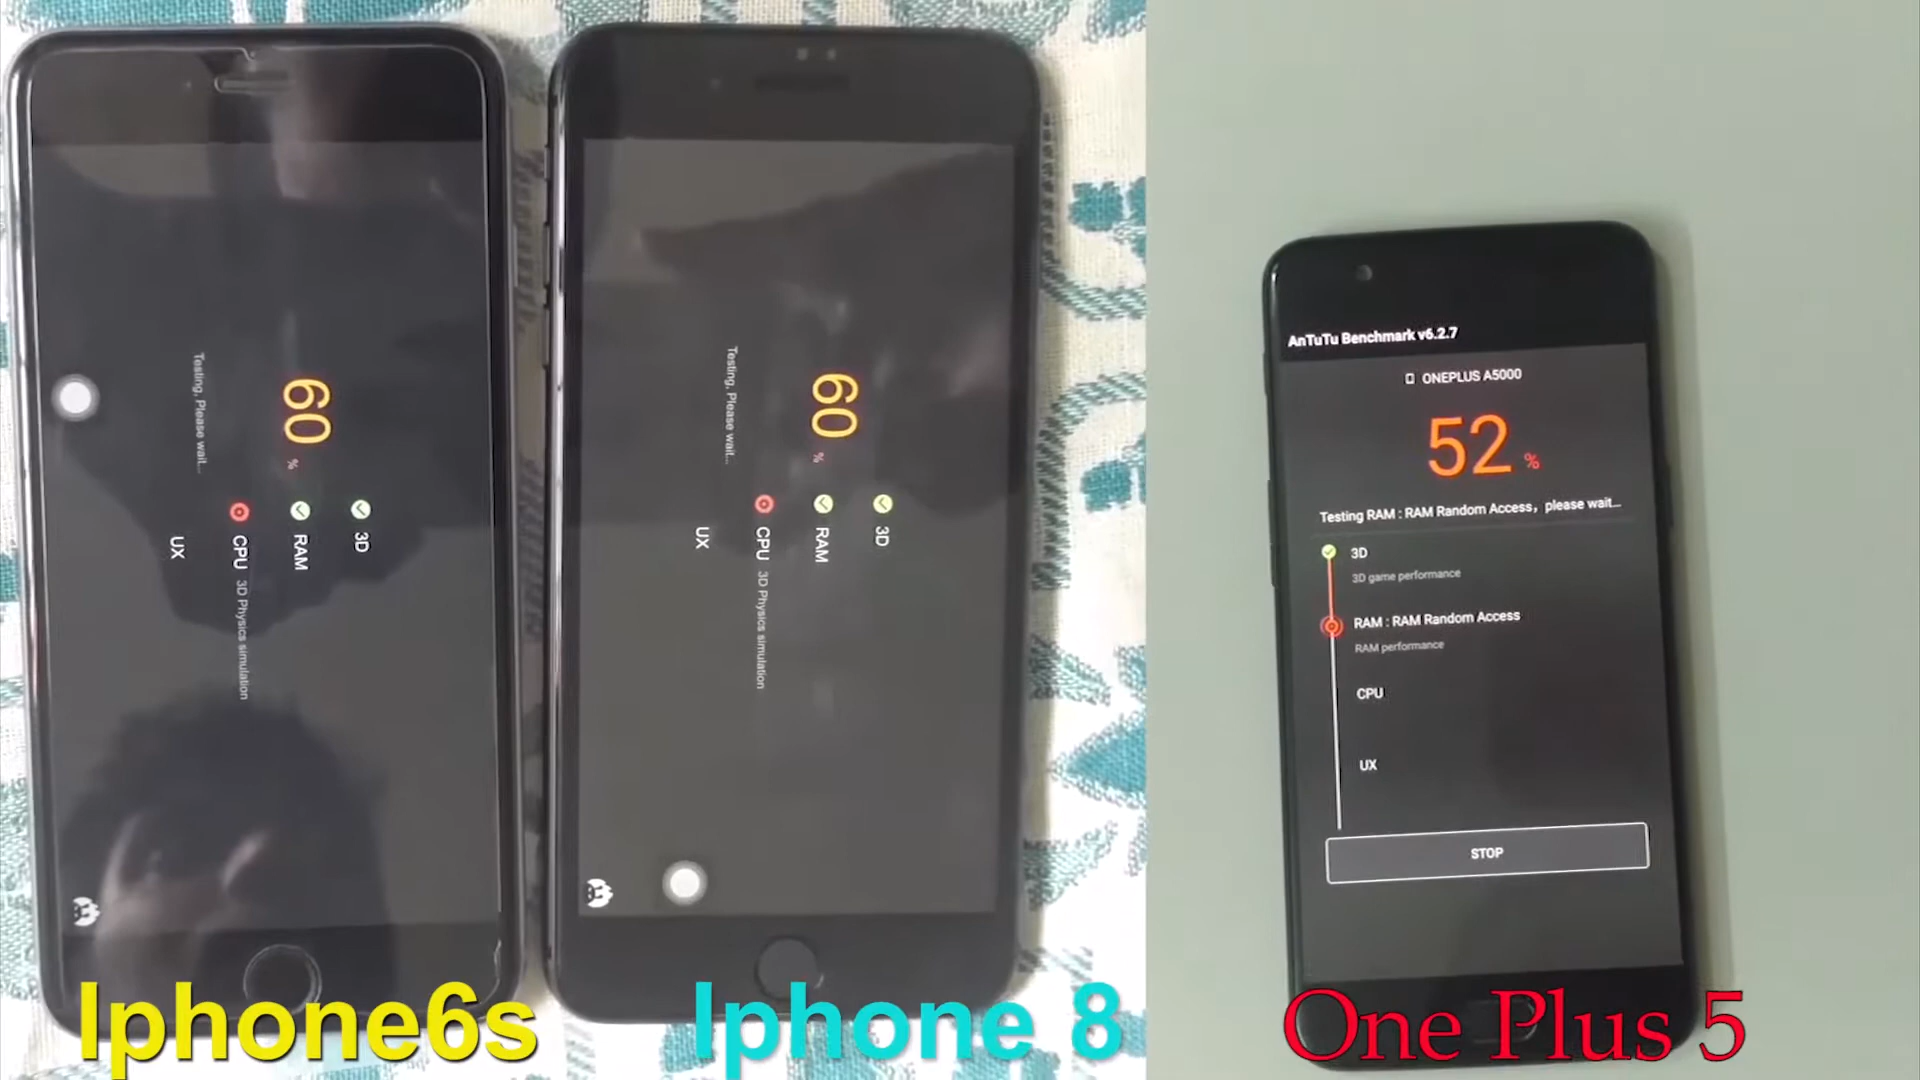 60 %
Testing, Please wait...
3D
RAM
CPU 3D Physics simulation
UX
Iphone6s
60 %
Testing, Please wait...
3D
RAM
CPU 3D Physics simulation
UX
Iphone 8
AnTuTu Benchmark v6.2.7
ONEPLUS A5000
52 %
Testing RAM : RAM Random Access, please wait...
3D
3D game performance
RAM : RAM Random Access
RAM performance
CPU
UX
STOP
One Plus 5